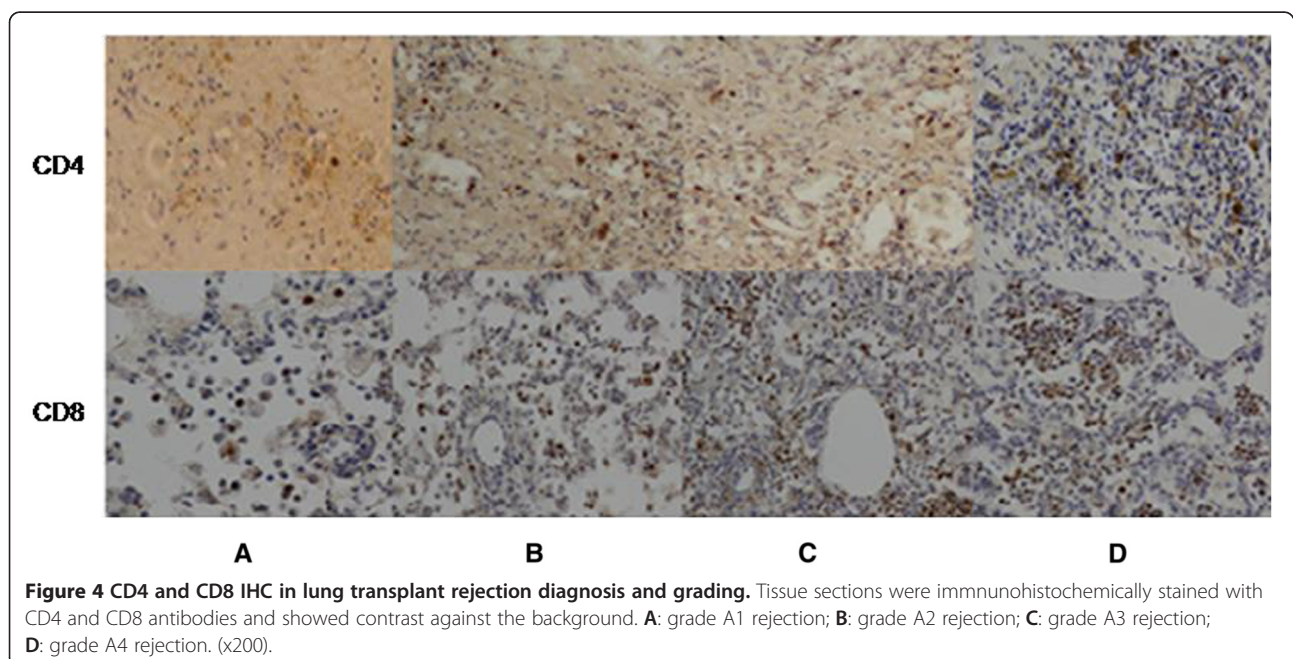 CD4
CD8
A B C D
Figure 4 CD4 and CD8 IHC in lung transplant rejection diagnosis and grading. Tissue sections were immnunohistochemically stained with
CD4 and CD8 antibodies and showed contrast against the background. A: grade A1 rejection; B: grade A2 rejection; C: grade A3 rejection;
D: grade A4 rejection. (x200).